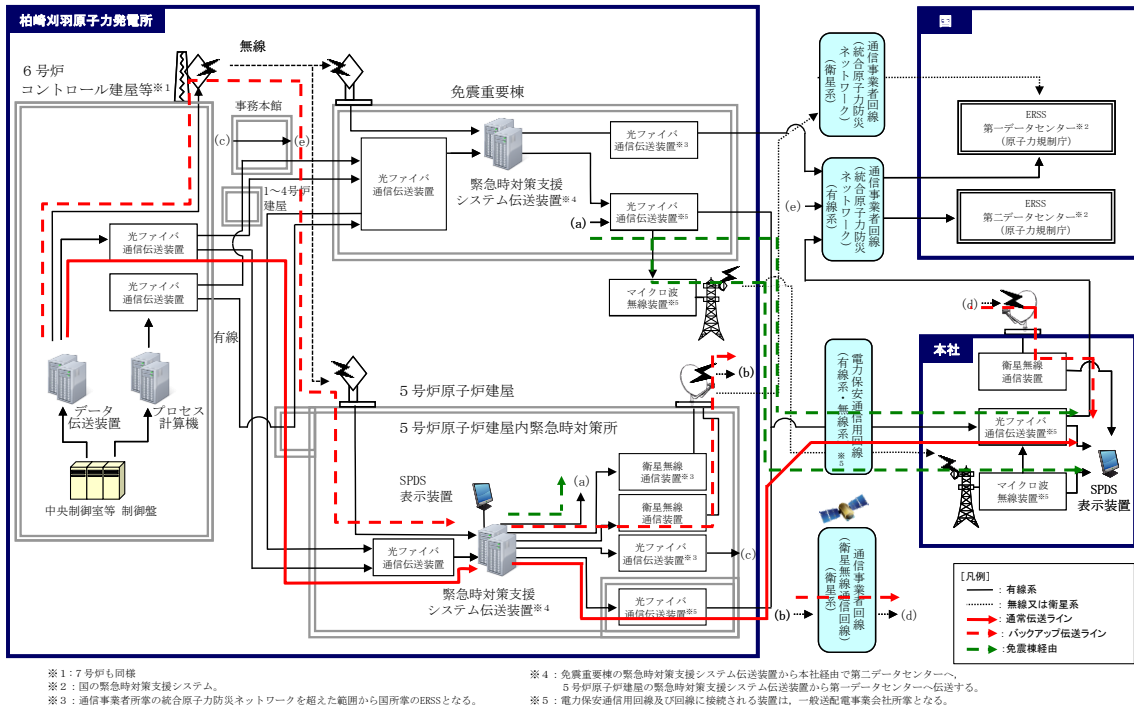 柏崎刈羽原子力発電所
6号炉
コントロール建屋等※1
無線
事務本館
(c)
(e)
1～4号炉
建屋
光ファイバ
通信伝送装置
光ファイバ
通信伝送装置
有線
データ
伝送装置
プロセス
計算機
中央制御室等 制御盤
免震重要棟
光ファイバ
通信伝送装置
緊急時対策支援
システム伝送装置※4
光ファイバ
通信伝送装置※3
光ファイバ
通信伝送装置※5
(a)
マイクロ波
無線装置※5
5号炉原子炉建屋
5号炉原子炉建屋内緊急時対策所
SPDS
表示装置
(a)
(b)
衛星無線
通信装置※3
衛星無線
通信装置
光ファイバ
通信伝送装置
光ファイバ
通信伝送装置※3
(c)
緊急時対策支援
システム伝送装置※4
光ファイバ
通信伝送装置※5
通信事業者回線
(統合原子力防災
ネットワーク)
(衛星系)
通信事業者回線
(統合原子力防災
ネットワーク)
(有線系)
(e)
電力保安通信用回線
(有線系・無線系)
※5
通信事業者回線
(衛星無線通信回線)
(衛星系)
(b)
(d)
国
ERSS
第一データセンター※2
(原子力規制庁)
ERSS
第二データセンター※2
(原子力規制庁)
(d)
本社
衛星無線
通信装置
光ファイバ
通信伝送装置※5
マイクロ波
無線装置※5
SPDS
表示装置
[凡例]
：有線系
：無線又は衛星系
：通常伝送ライン
：バックアップ伝送ライン
：免震棟経由
※1：7号炉も同様
※2：国の緊急時対策支援システム。
※3：通信事業者所掌の統合原子力防災ネットワークを超えた範囲から国所掌のERSSとなる。
※4：免震重要棟の緊急時対策支援システム伝送装置から本社経由で第二データセンターへ、
5号炉原子炉建屋の緊急時対策支援システム伝送装置から第一データセンターへ伝送する。
※5：電力保安通信用回線及び回線に接続される装置は、一般送配電事業会社所掌となる。